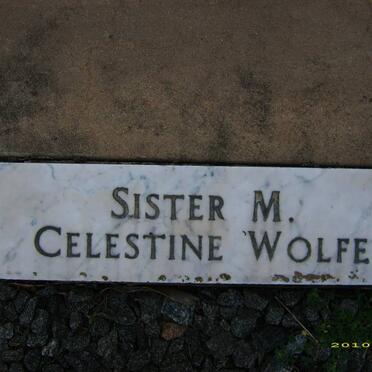 SISTER M.
CELESTINE WOLFE
2010